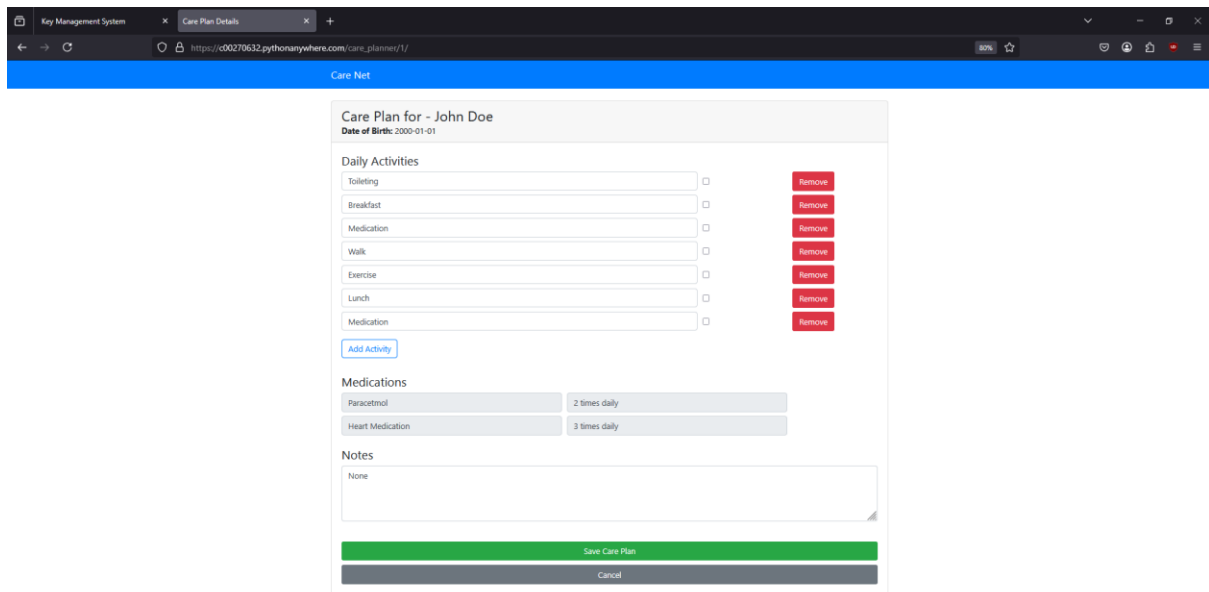 Key Management System
Care Plan Details
https://c00270632.pythonanywhere.com/care_planner/1/
80%
Care Net
Care Plan for - John Doe
Date of Birth: 2000-01-01
Daily Activities
Toileting Remove
Breakfast Remove
Medication Remove
Walk Remove
Exercise Remove
Lunch Remove
Medication Remove
Add Activity
Medications
Paracetmol 2 times daily
Heart Medication 3 times daily
Notes
None
Save Care Plan
Cancel